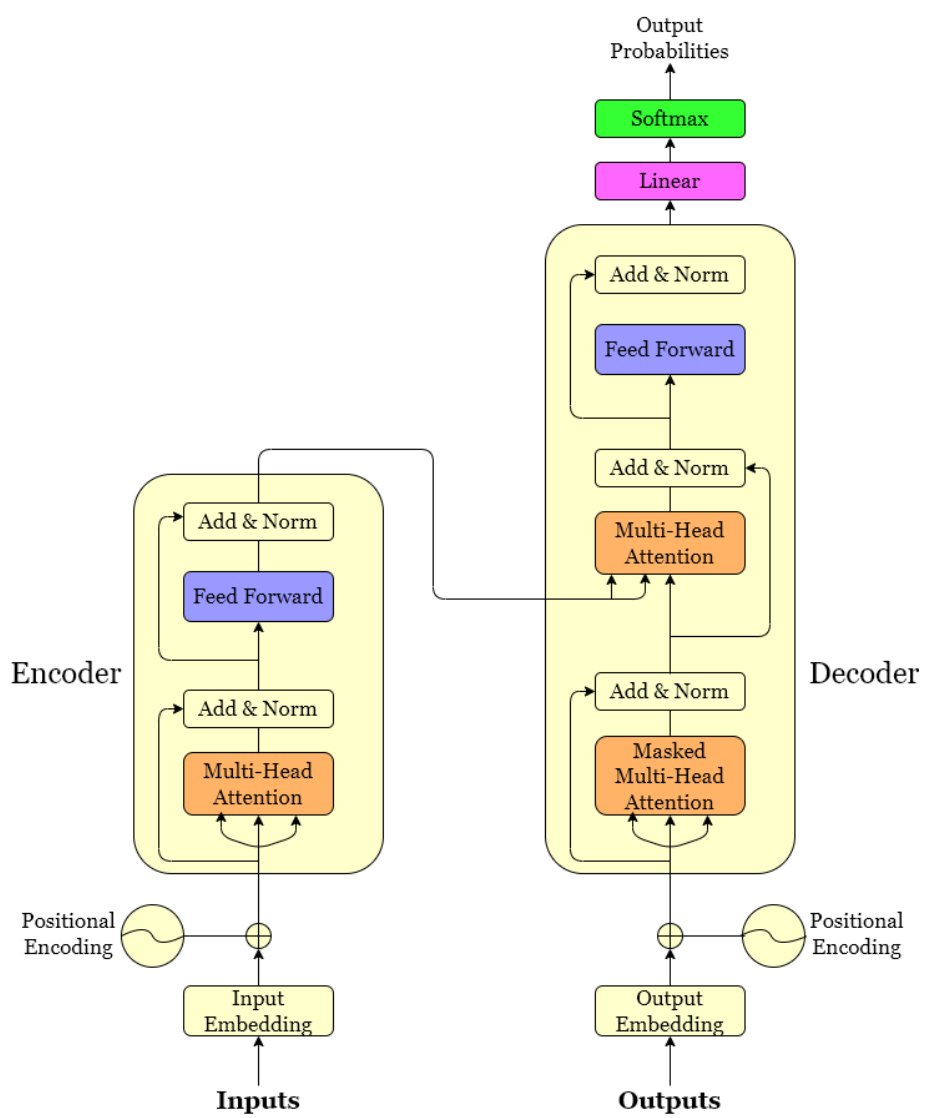 Output
Probabilities
Softmax
Linear
Add & Norm
Feed Forward
Add & Norm
Multi-Head
Attention
Add & Norm
Masked
Multi-Head
Attention
Decoder
Positional
Encoding
Output
Embedding
Outputs
Add & Norm
Feed Forward
Add & Norm
Multi-Head
Attention
Encoder
Positional
Encoding
Input
Embedding
Inputs